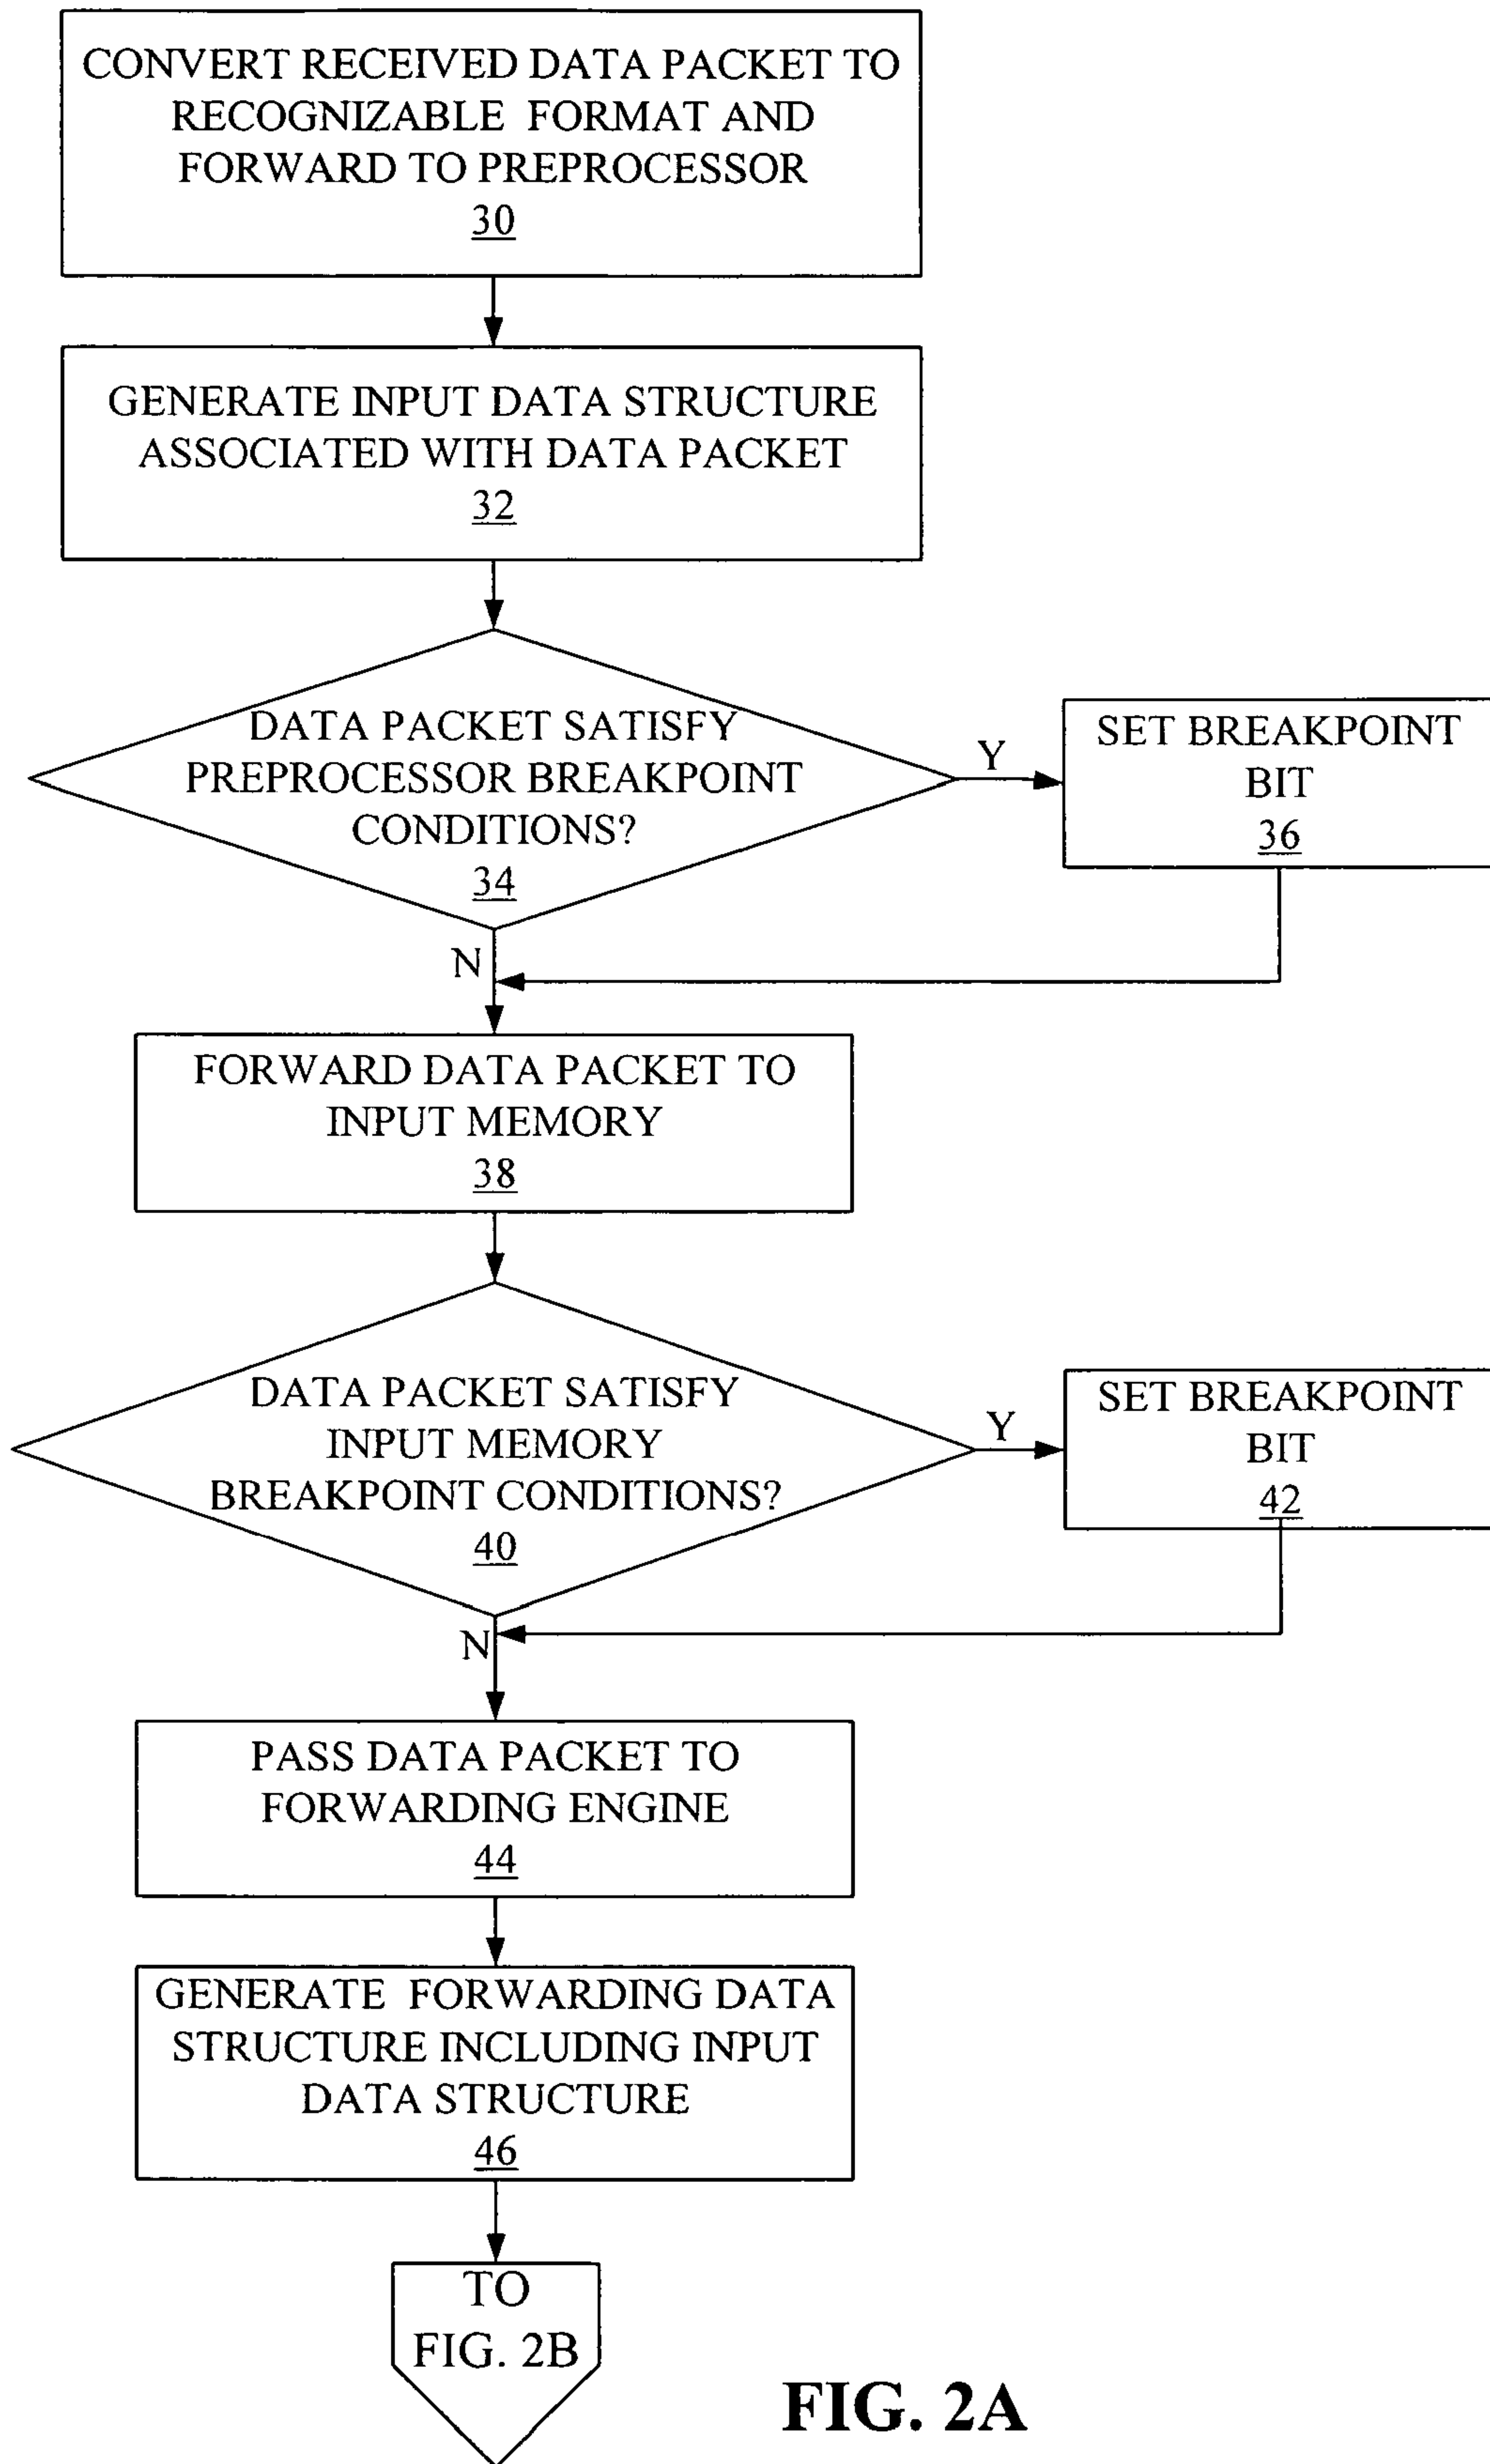 CONVERT RECEIVED DATA PACKET TO
RECOGNIZABLE FORMAT AND
FORWARD TO PREPROCESSOR
30
GENERATE INPUT DATA STRUCTURE
ASSOCIATED WITH DATA PACKET
32
DATA PACKET SATISFY
PREPROCESSOR BREAKPOINT
CONDITIONS?
34
Y
SET BREAKPOINT
BIT
36
N
FORWARD DATA PACKET TO
INPUT MEMORY
38
DATA PACKET SATISFY
INPUT MEMORY
BREAKPOINT CONDITIONS?
40
Y
SET BREAKPOINT
BIT
42
N
PASS DATA PACKET TO
FORWARDING ENGINE
44
GENERATE FORWARDING DATA
STRUCTURE INCLUDING INPUT
DATA STRUCTURE
46
TO
FIG. 2B
FIG. 2A